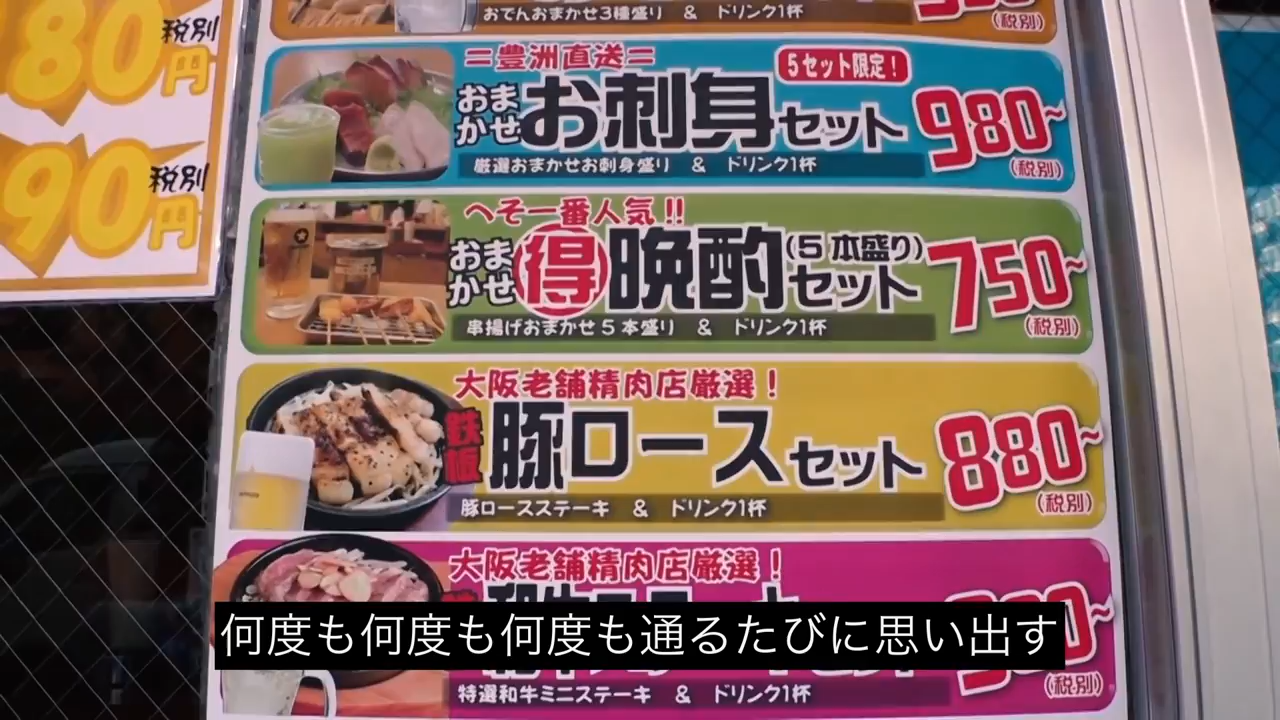 80円
税別
90円
税別
おでんおまかせ3種盛り & ドリンク1杯
(税別)
=豊洲直送=
5セット限定!
おまかせお刺身セット
980~
(税別)
厳選おまかせお刺身盛り & ドリンク1杯
へそ一番人気!!
おまかせ得晩酌セット(5本盛り)
750~
(税別)
串揚げおまかせ5本盛り & ドリンク1杯
大阪老舗精肉店厳選!
鉄板豚ロースセット
880~
(税別)
豚ロースステーキ & ドリンク1杯
大阪老舗精肉店厳選!
(税別)
特選和牛ミニステーキ & ドリンク1杯
何度も何度も何度も通るたびに思い出す